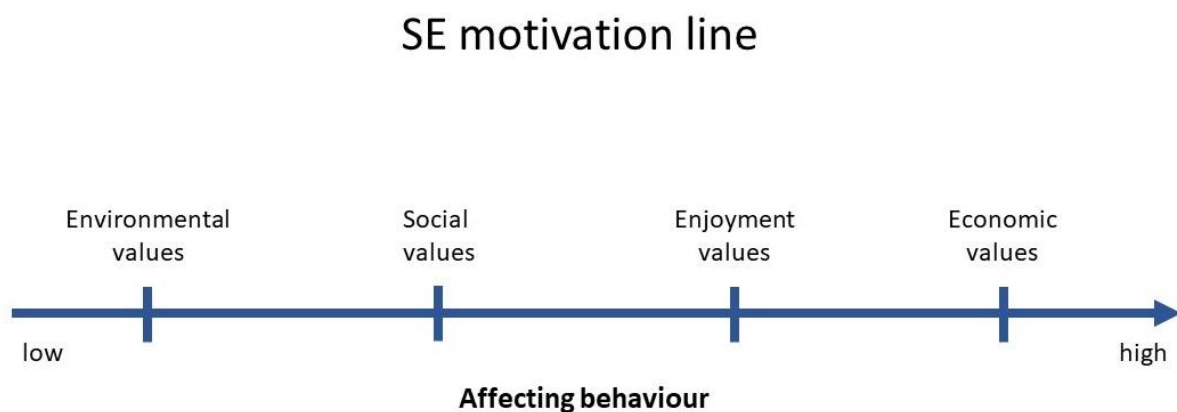 SE motivation line
Environmental values
Social values
Enjoyment values
Economic values
low
high
Affecting behaviour